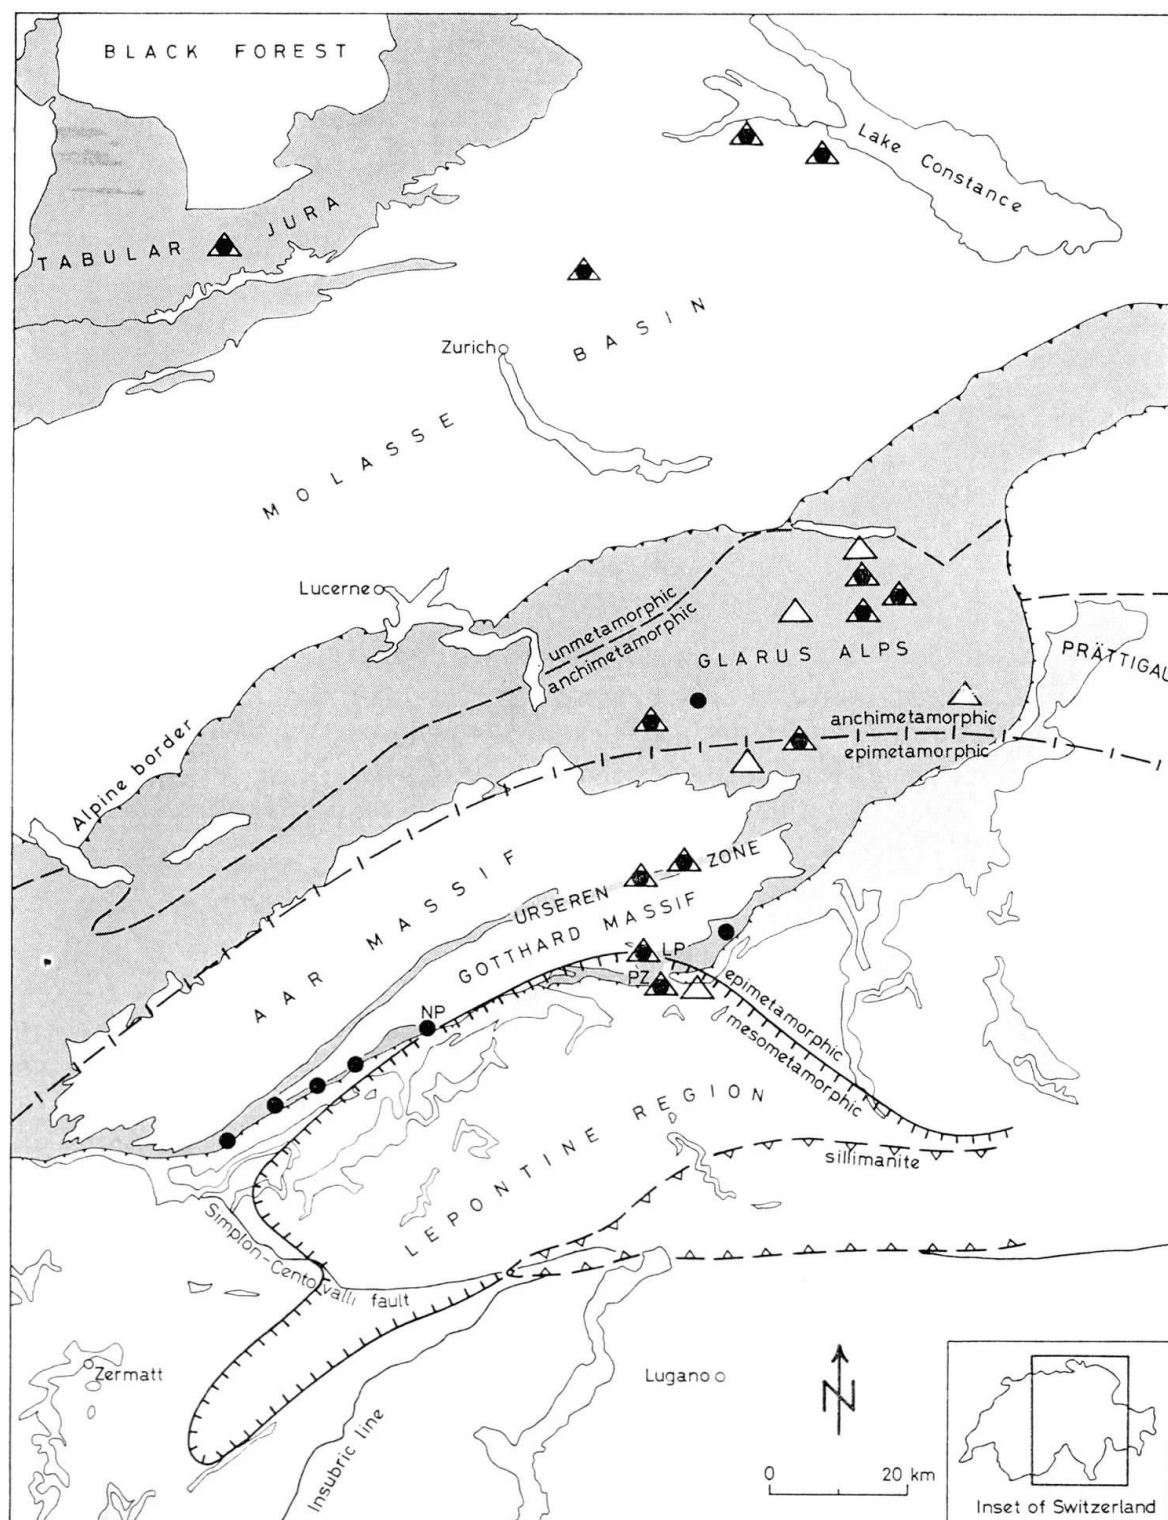 BLACK FOREST
Lake Constance
TABULAR JURA
Zurich
MOLASSE BASIN
Lucerne
unmetamorphic
anchimetamorphic
GLARUS ALPS
PRÄTTIGAU
anchimetamorphic
epimetamorphic
Alpine border
AAR MASSIF
URSEREN ZONE
GOTTHARD MASSIF
LP
PZ
NP
epimetamorphic
mesometamorphic
LEPONTINE REGION
sillimanite
Simplon-Centovalli fault
Zermatt
Lugano
N
Insubric line
0 20 km
Inset of Switzerland